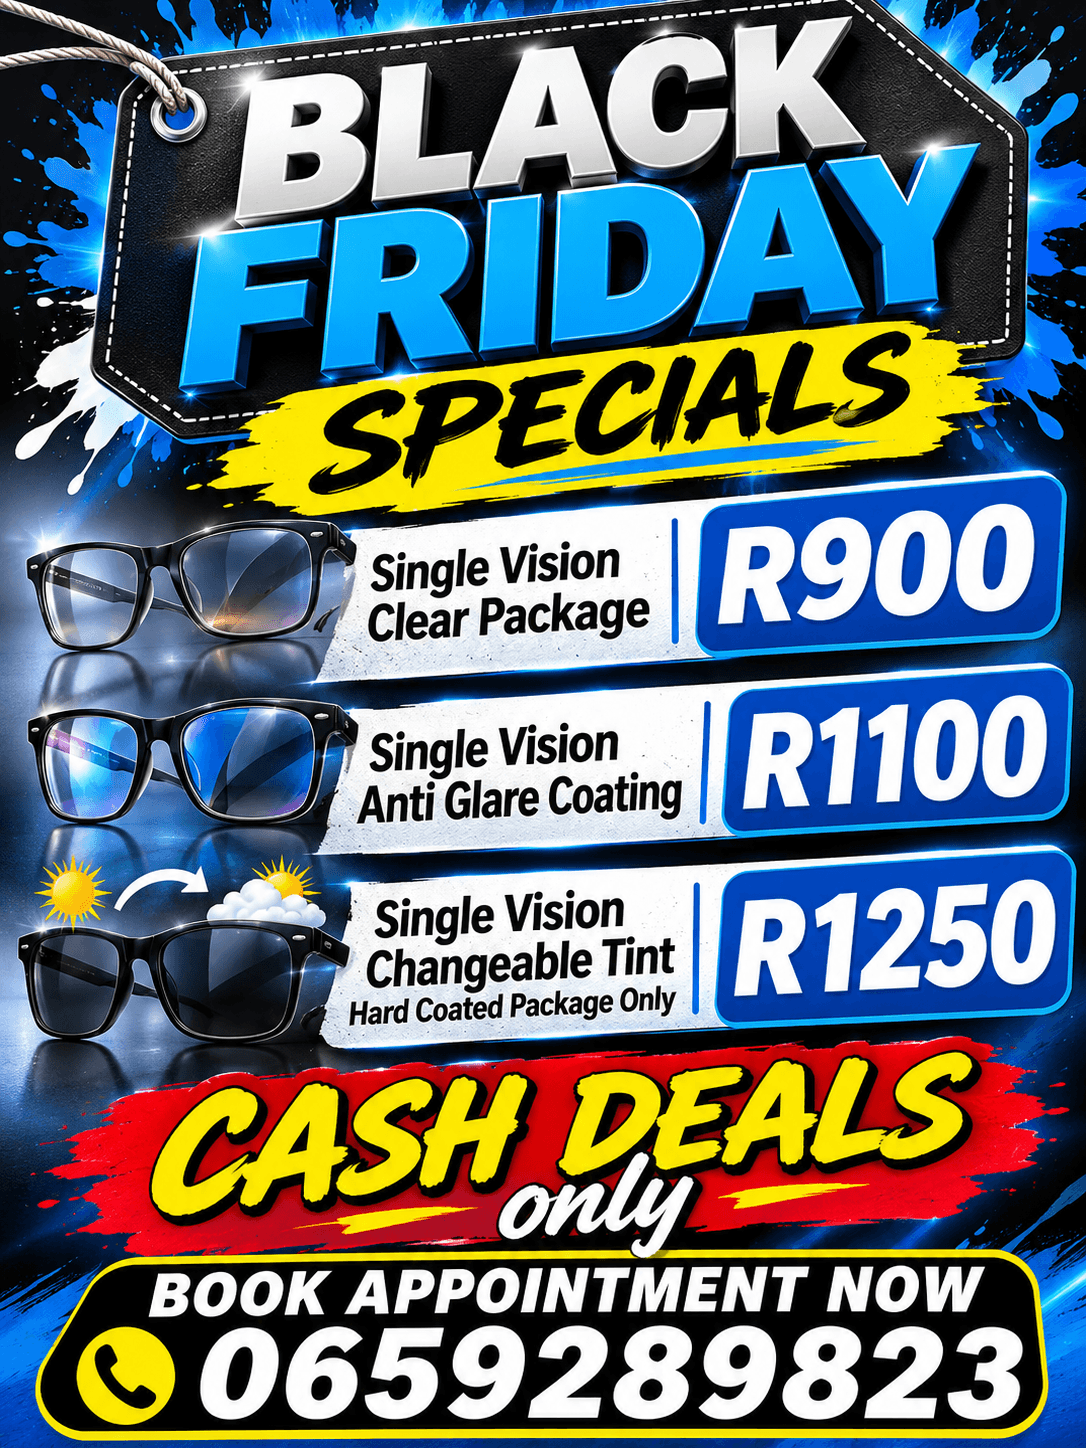 BLACK
FRIDAY
SPECIALS
Single Vision
Clear Package
R900
Single Vision
Anti Glare Coating
R1100
Single Vision
Changeable Tint
Hard Coated Package Only
R1250
CASH DEALS
only
BOOK APPOINTMENT NOW
0659289823